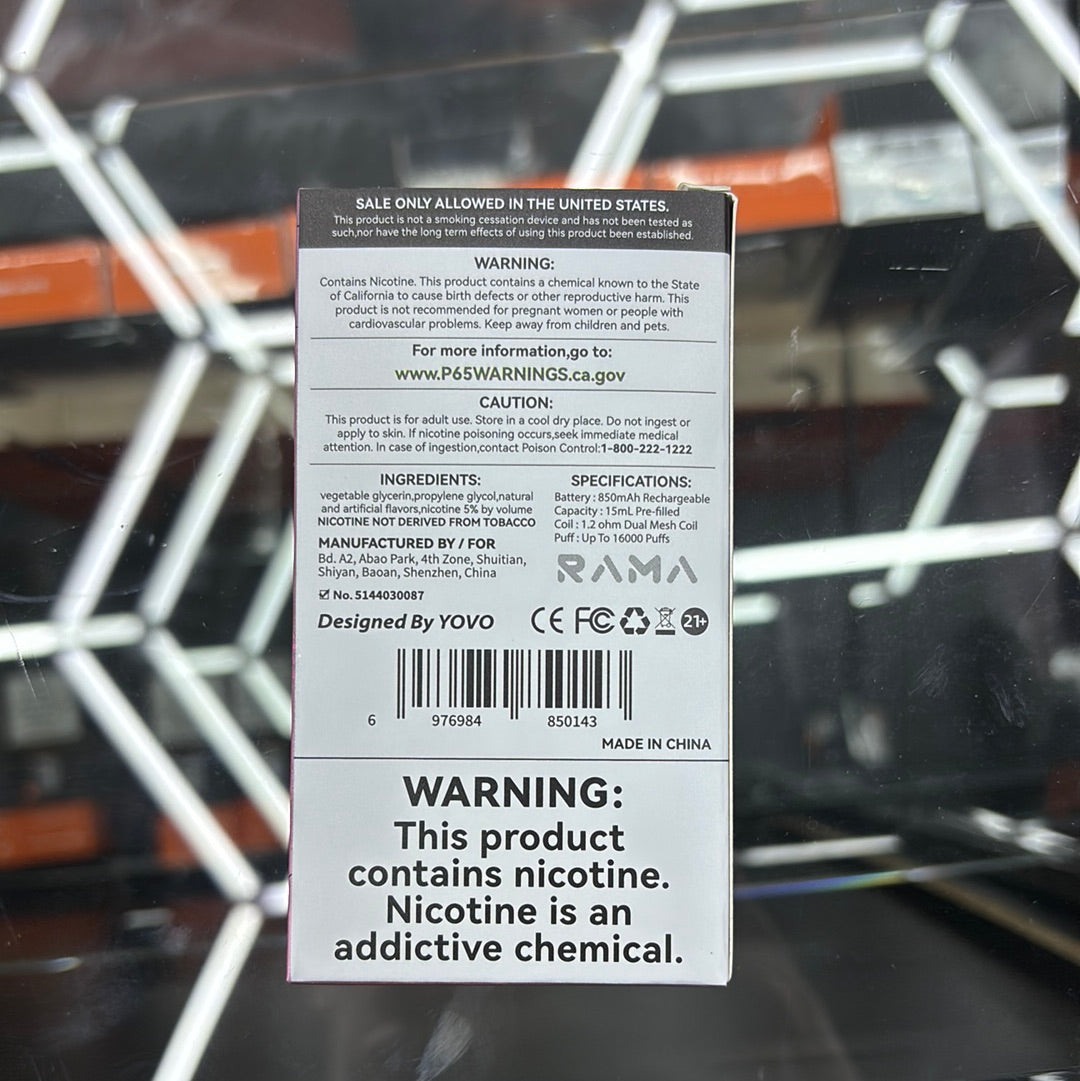 SALE ONLY ALLOWED IN THE UNITED STATES.
This product is not a smoking cessation device and has not been tested as
such,nor have the long term effects of using this product been established.
WARNING:
Contains Nicotine. This product contains a chemical known to the State
of California to cause birth defects or other reproductive harm. This
product is not recommended for pregnant women or people with
cardiovascular problems. Keep away from children and pets.
For more information,go to:
www.P65WARNINGS.ca.gov
CAUTION:
This product is for adult use. Store in a cool dry place. Do not ingest or
apply to skin. If nicotine poisoning occurs,seek immediate medical
attention. In case of ingestion,contact Poison Control:1-800-222-1222
INGREDIENTS:
vegetable glycerin,propylene glycol,natural
and artificial flavors,nicotine 5% by volume
NICOTINE NOT DERIVED FROM TOBACCO
MANUFACTURED BY / FOR
Bd. A2, Abao Park, 4th Zone, Shuitian,
Shiyan, Baoan, Shenzhen, China
No. 5144030087
Designed By YOVO
SPECIFICATIONS:
Battery : 850mAh Rechargeable
Capacity : 15mL Pre-filled
Coil : 1.2 ohm Dual Mesh Coil
Puff : Up To 16000 Puffs
RAMA
CE FC 21+
6 976984 850143
MADE IN CHINA
WARNING:
This product
contains nicotine.
Nicotine is an
addictive chemical.